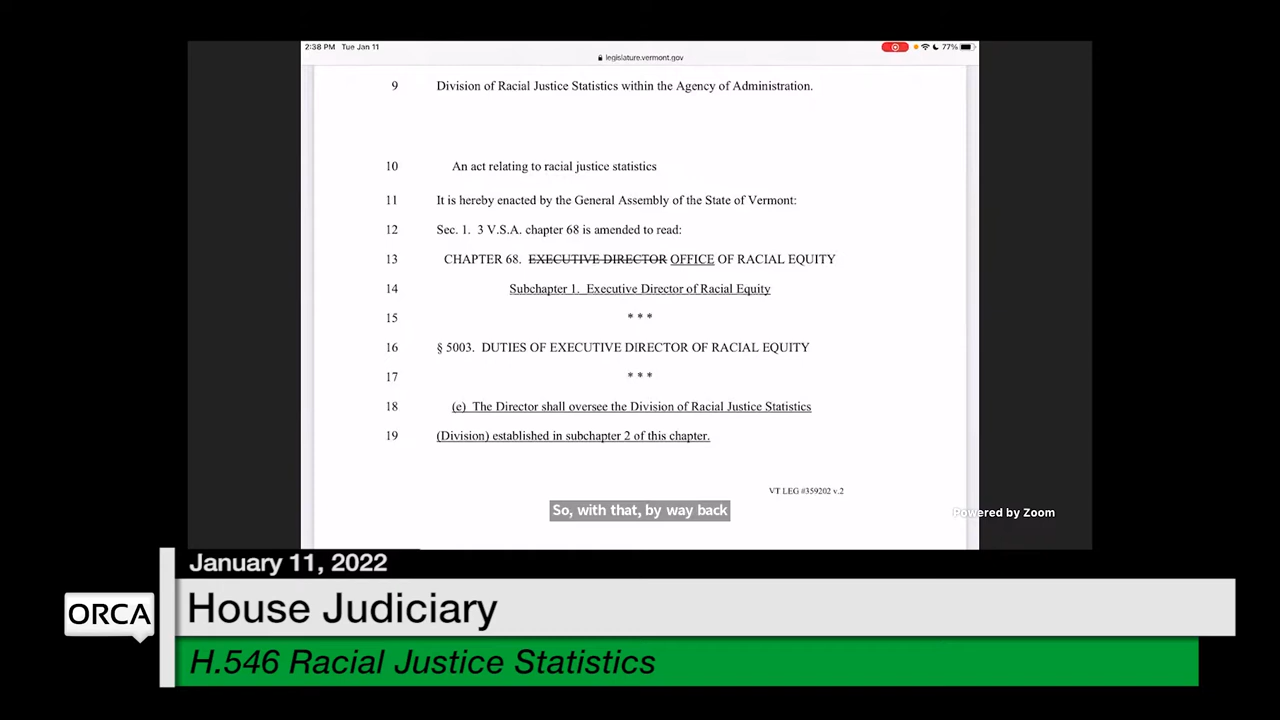 2:38 PM Tue Jan 11
77%
legislature.vermont.gov
9 Division of Racial Justice Statistics within the Agency of Administration.
10 An act relating to racial justice statistics
11 It is hereby enacted by the General Assembly of the State of Vermont:
12 Sec. 1. 3 V.S.A. chapter 68 is amended to read:
13 CHAPTER 68. EXECUTIVE DIRECTOR OFFICE OF RACIAL EQUITY
14 Subchapter 1. Executive Director of Racial Equity
15 * * *
16 § 5003. DUTIES OF EXECUTIVE DIRECTOR OF RACIAL EQUITY
17 * * *
18 (e) The Director shall oversee the Division of Racial Justice Statistics
19 (Division) established in subchapter 2 of this chapter.
VT LEG #359202 v.2
So, with that, by way back
Powered by Zoom
January 11, 2022
ORCA
House Judiciary
H.546 Racial Justice Statistics